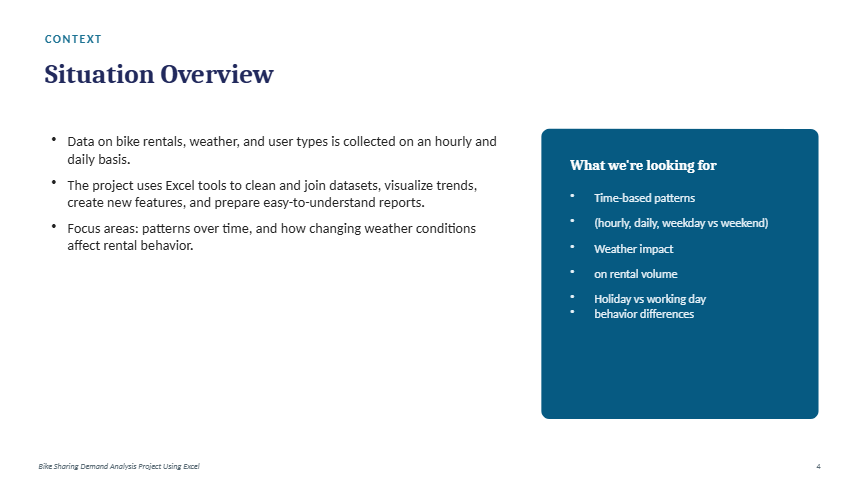 CONTEXT
Situation Overview
• Data on bike rentals, weather, and user types is collected on an hourly and
daily basis.
• The project uses Excel tools to clean and join datasets, visualize trends,
create new features, and prepare easy-to-understand reports.
• Focus areas: patterns over time, and how changing weather conditions
affect rental behavior.
What we're looking for
• Time-based patterns
• (hourly, daily, weekday vs weekend)
• Weather impact
• on rental volume
• Holiday vs working day
• behavior differences
Bike Sharing Demand Analysis Project Using Excel
4